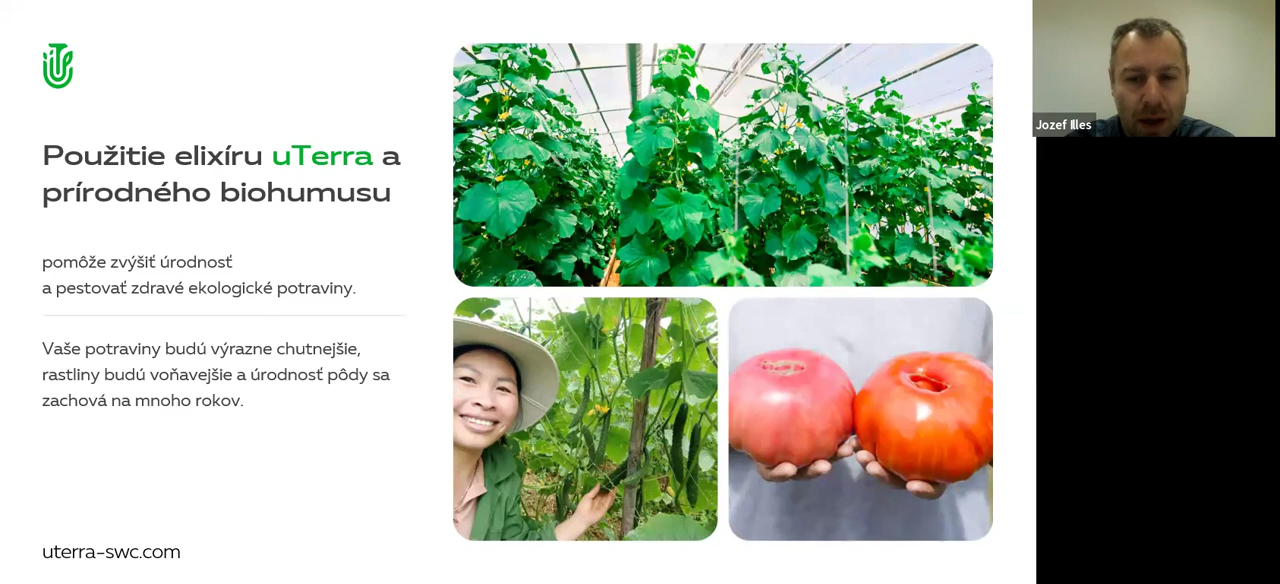 Použitie elixíru uTerra a
prírodného biohumusu
pomôže zvýšiť úrodnosť
a pestovať zdravé ekologické potraviny.
Vaše potraviny budú výrazne chutnejšie,
rastliny budú voňavejšie a úrodnosť pôdy sa
zachová na mnoho rokov.
uterra-swc.com
Jozef Illes